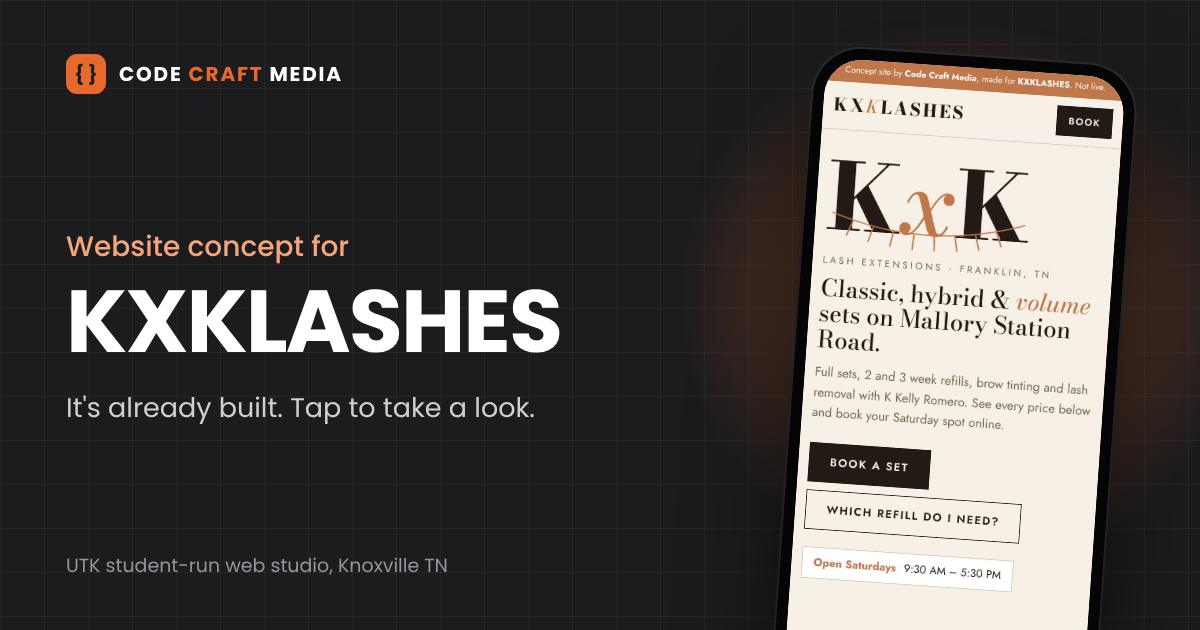 { } CODE CRAFT MEDIA
Website concept for
KXKLASHES
It's already built. Tap to take a look.
UTK student-run web studio, Knoxville TN
Concept site by Code Craft Media, made for KXKLASHES. Not live.
KXKLASHES
BOOK
KxK
LASH EXTENSIONS · FRANKLIN, TN
Classic, hybrid & volume
sets on Mallory Station
Road.
Full sets, 2 and 3 week refills, brow tinting and lash
removal with K Kelly Romero. See every price below
and book your Saturday spot online.
BOOK A SET
WHICH REFILL DO I NEED?
Open Saturdays 9:30 AM – 5:30 PM